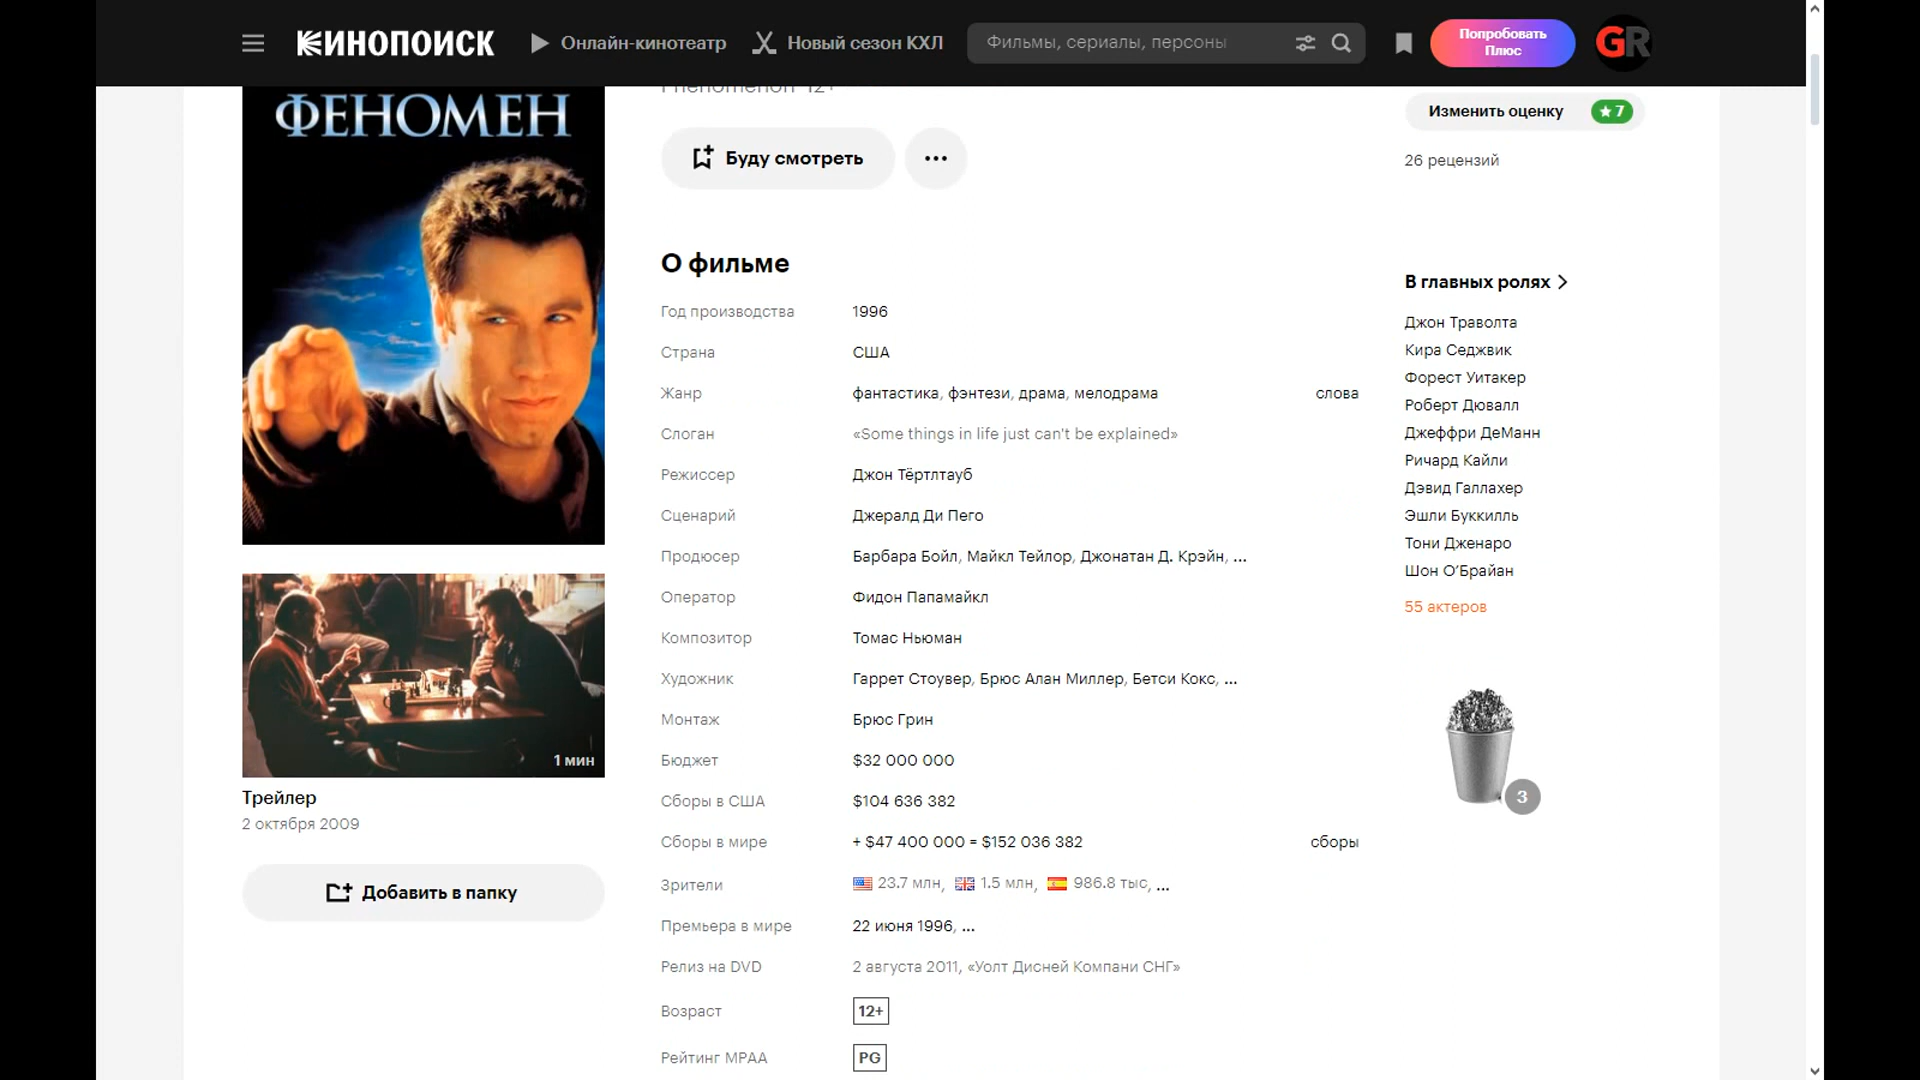 КИНОПОИСК
Онлайн-кинотеатр
Новый сезон КХЛ
Фильмы, сериалы, персоны
Попробовать
Плюс
GR
Phenomenon 12+
ФЕНОМЕН
Изменить оценку
7
Буду смотреть
26 рецензий
О фильме
В главных ролях
Год производства 1996
Джон Траволта
Страна США
Кира Седжвик
Форест Уитакер
Жанр фантастика, фэнтези, драма, мелодрама слова
Роберт Дювалл
Слоган «Some things in life just can't be explained»
Джеффри ДеМанн
Ричард Кайли
Режиссер Джон Тёртлтауб
Дэвид Галлахер
Сценарий Джералд Ди Пего
Эшли Буккилль
Тони Дженаро
Продюсер Барбара Бойл, Майкл Тейлор, Джонатан Д. Крэйн, ...
Шон О'Брайан
Оператор Фидон Папамайкл
55 актеров
Композитор Томас Ньюман
Художник Гаррет Стоувер, Брюс Алан Миллер, Бетси Кокс, ...
Монтаж Брюс Грин
1 мин
Бюджет $32 000 000
Трейлер
Сборы в США $104 636 382
3
2 октября 2009
Сборы в мире + $47 400 000 = $152 036 382 сборы
Зрители 23.7 млн, 1.5 млн, 986.8 тыс, ...
Добавить в папку
Премьера в мире 22 июня 1996, ...
Релиз на DVD 2 августа 2011, «Уолт Дисней Компани СНГ»
Возраст 12+
Рейтинг MPAA PG